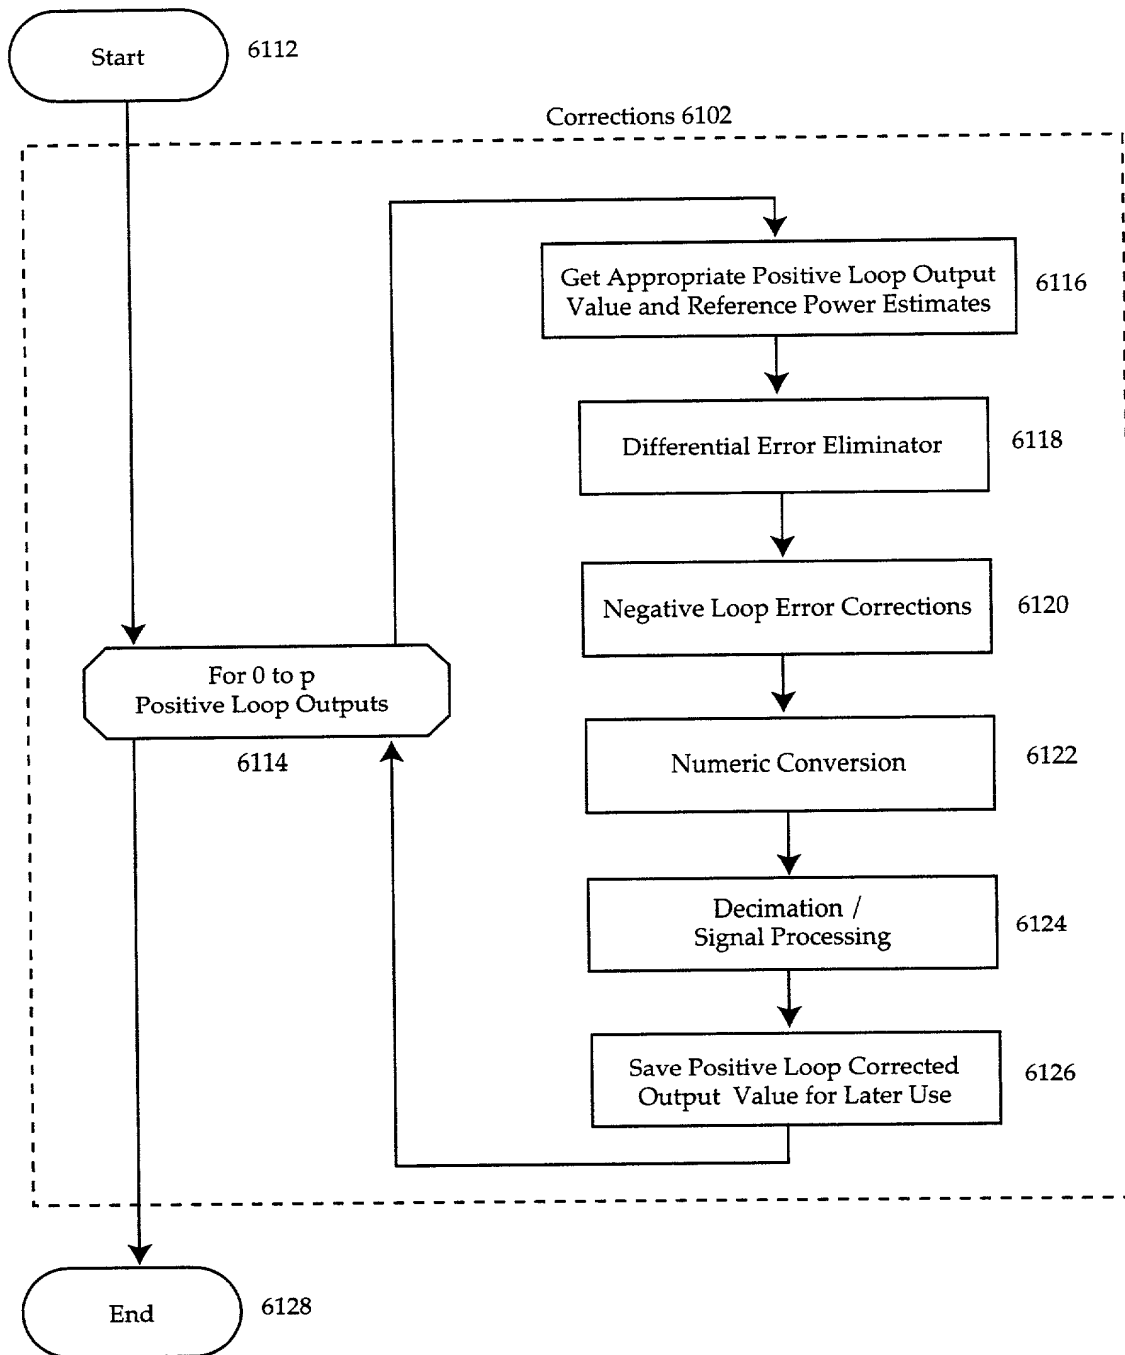 Start
6112
Corrections 6102
Get Appropriate Positive Loop Output
Value and Reference Power Estimates
6116
Differential Error Eliminator
6118
Negative Loop Error Corrections
6120
For 0 to p
Positive Loop Outputs
6114
Numeric Conversion
6122
Decimation /
Signal Processing
6124
Save Positive Loop Corrected
Output Value for Later Use
6126
End
6128